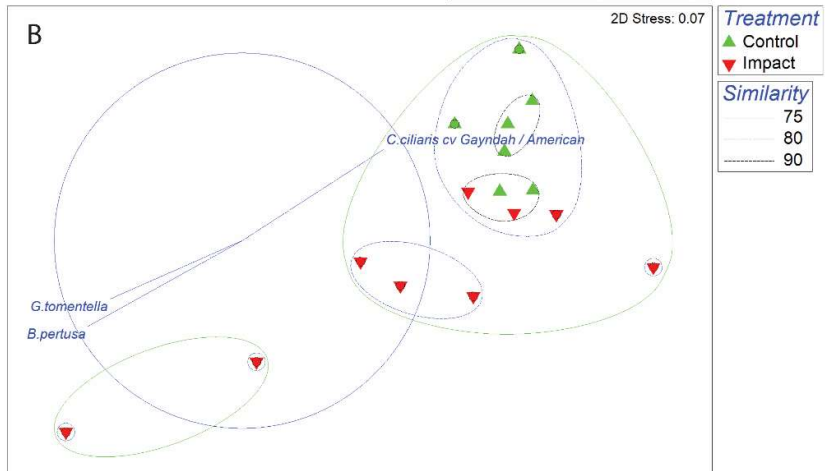 B
2D Stress: 0.07
C.ciliaris cv Gayndah / American
G.tomentella
B.pertusa
Treatment
Control
Impact
Similarity
75
80
90